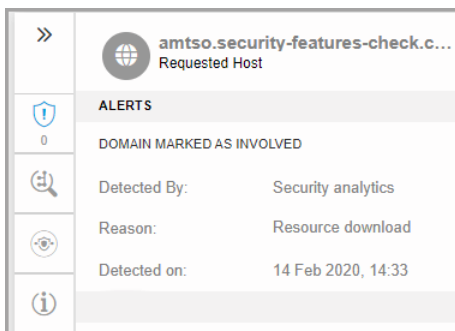 amtso.security-features-check.c...
Requested Host
0
ALERTS
DOMAIN MARKED AS INVOLVED
Detected By: Security analytics
Reason: Resource download
Detected on: 14 Feb 2020, 14:33